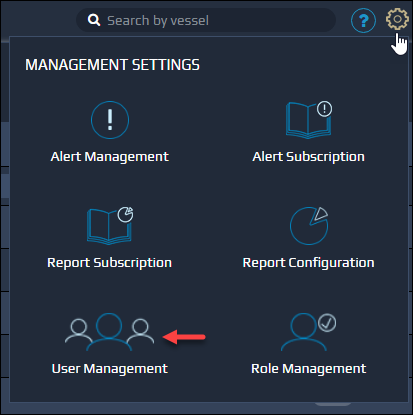 Search by vessel
?
MANAGEMENT SETTINGS
Alert Management
Alert Subscription
Report Subscription
Report Configuration
User Management
Role Management